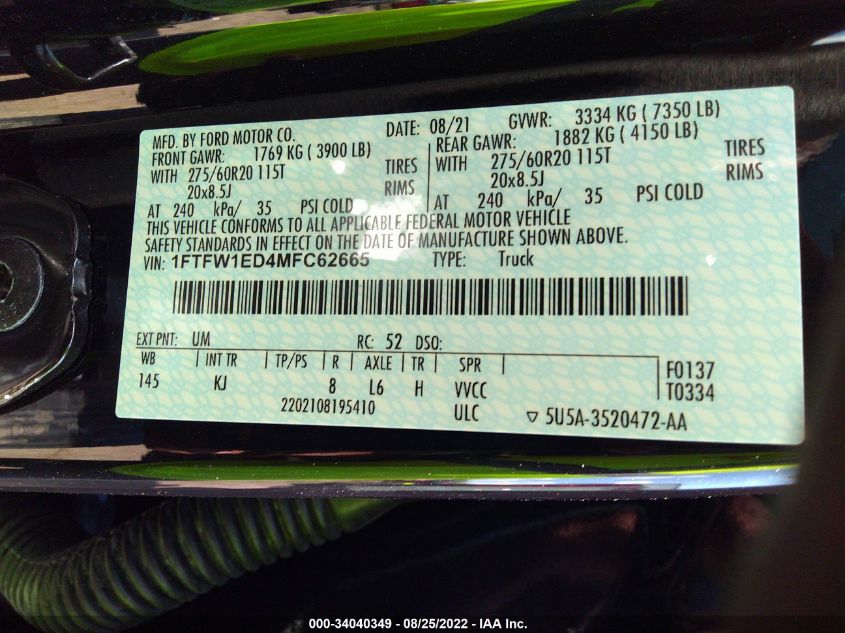 MFD. BY FORD MOTOR CO.
DATE: 08/21 GVWR: 3334 KG ( 7350 LB)
FRONT GAWR: 1769 KG ( 3900 LB)
REAR GAWR: 1882 KG ( 4150 LB)
WITH 275/60R20 115T TIRES
WITH 275/60R20 115T TIRES
20x8.5J RIMS
20x8.5J RIMS
AT 240 kPa/ 35 PSI COLD
AT 240 kPa/ 35 PSI COLD
THIS VEHICLE CONFORMS TO ALL APPLICABLE FEDERAL MOTOR VEHICLE
SAFETY STANDARDS IN EFFECT ON THE DATE OF MANUFACTURE SHOWN ABOVE.
VIN: 1FTFW1ED4MFC62665 TYPE: Truck
EXT PNT: UM RC: 52 DSO:
WB INT TR TP/PS R AXLE TR SPR F0137
145 KJ 8 L6 H VVCC T0334
2202108195410 ULC ▽ 5U5A-3520472-AA
000-34040349 - 08/25/2022 - IAA Inc.